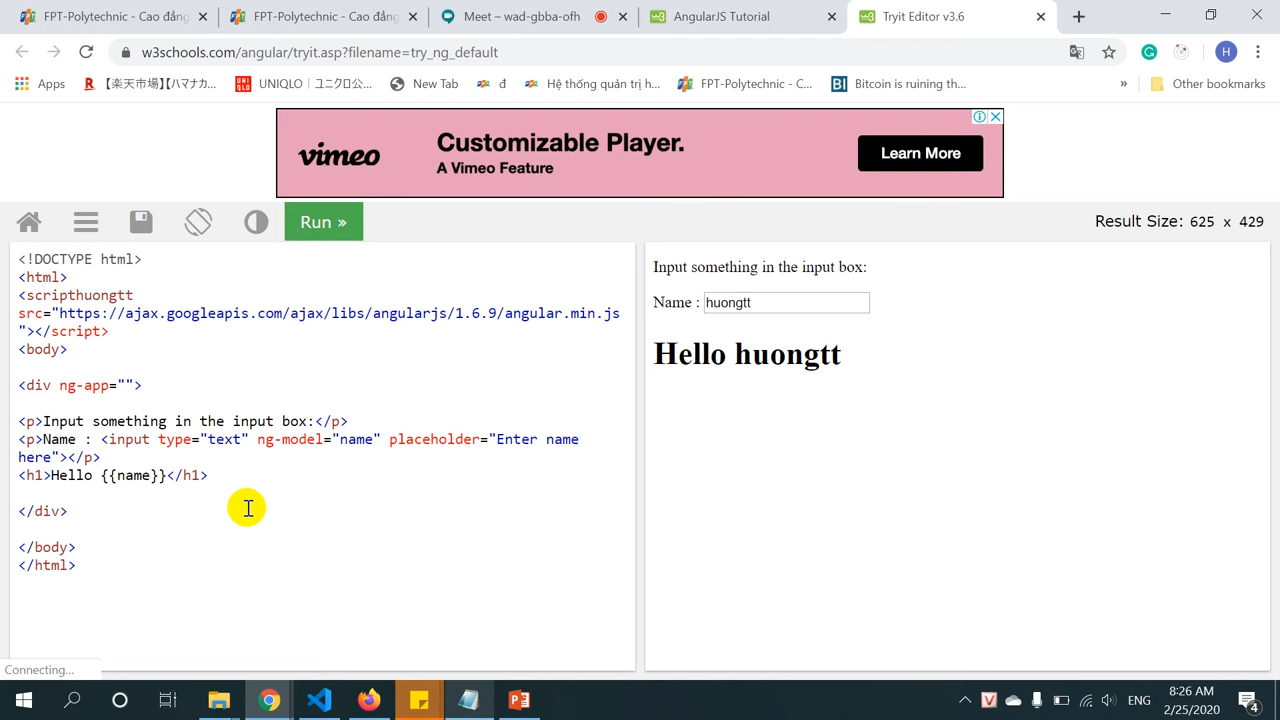 FPT-Polytechnic - Cao đẳng
FPT-Polytechnic - Cao đẳng
Meet – wad-gbba-ofh
AngularJS Tutorial
Tryit Editor v3.6
w3schools.com/angular/tryit.asp?filename=try_ng_default
H
Apps
【楽天市場】【ハマナカ...
UNIQLO｜ユニクロ公...
New Tab
đ
Hệ thống quản trị h...
FPT-Polytechnic - C...
BI
Bitcoin is ruining th...
»
Other bookmarks
vimeo
Customizable Player.
A Vimeo Feature
Learn More
Run »
Result Size: 625 x 429
<!DOCTYPE html>
<html>
<scripthuongtt
src="https://ajax.googleapis.com/ajax/libs/angularjs/1.6.9/angular.min.js
"></script>
<body>
<div ng-app="">
<p>Input something in the input box:</p>
<p>Name : <input type="text" ng-model="name" placeholder="Enter name
here"></p>
<h1>Hello {{name}}</h1>
</div>
</body>
</html>
Input something in the input box:
Name : huongtt
Hello huongtt
Connecting...
ENG
8:26 AM
2/25/2020
4